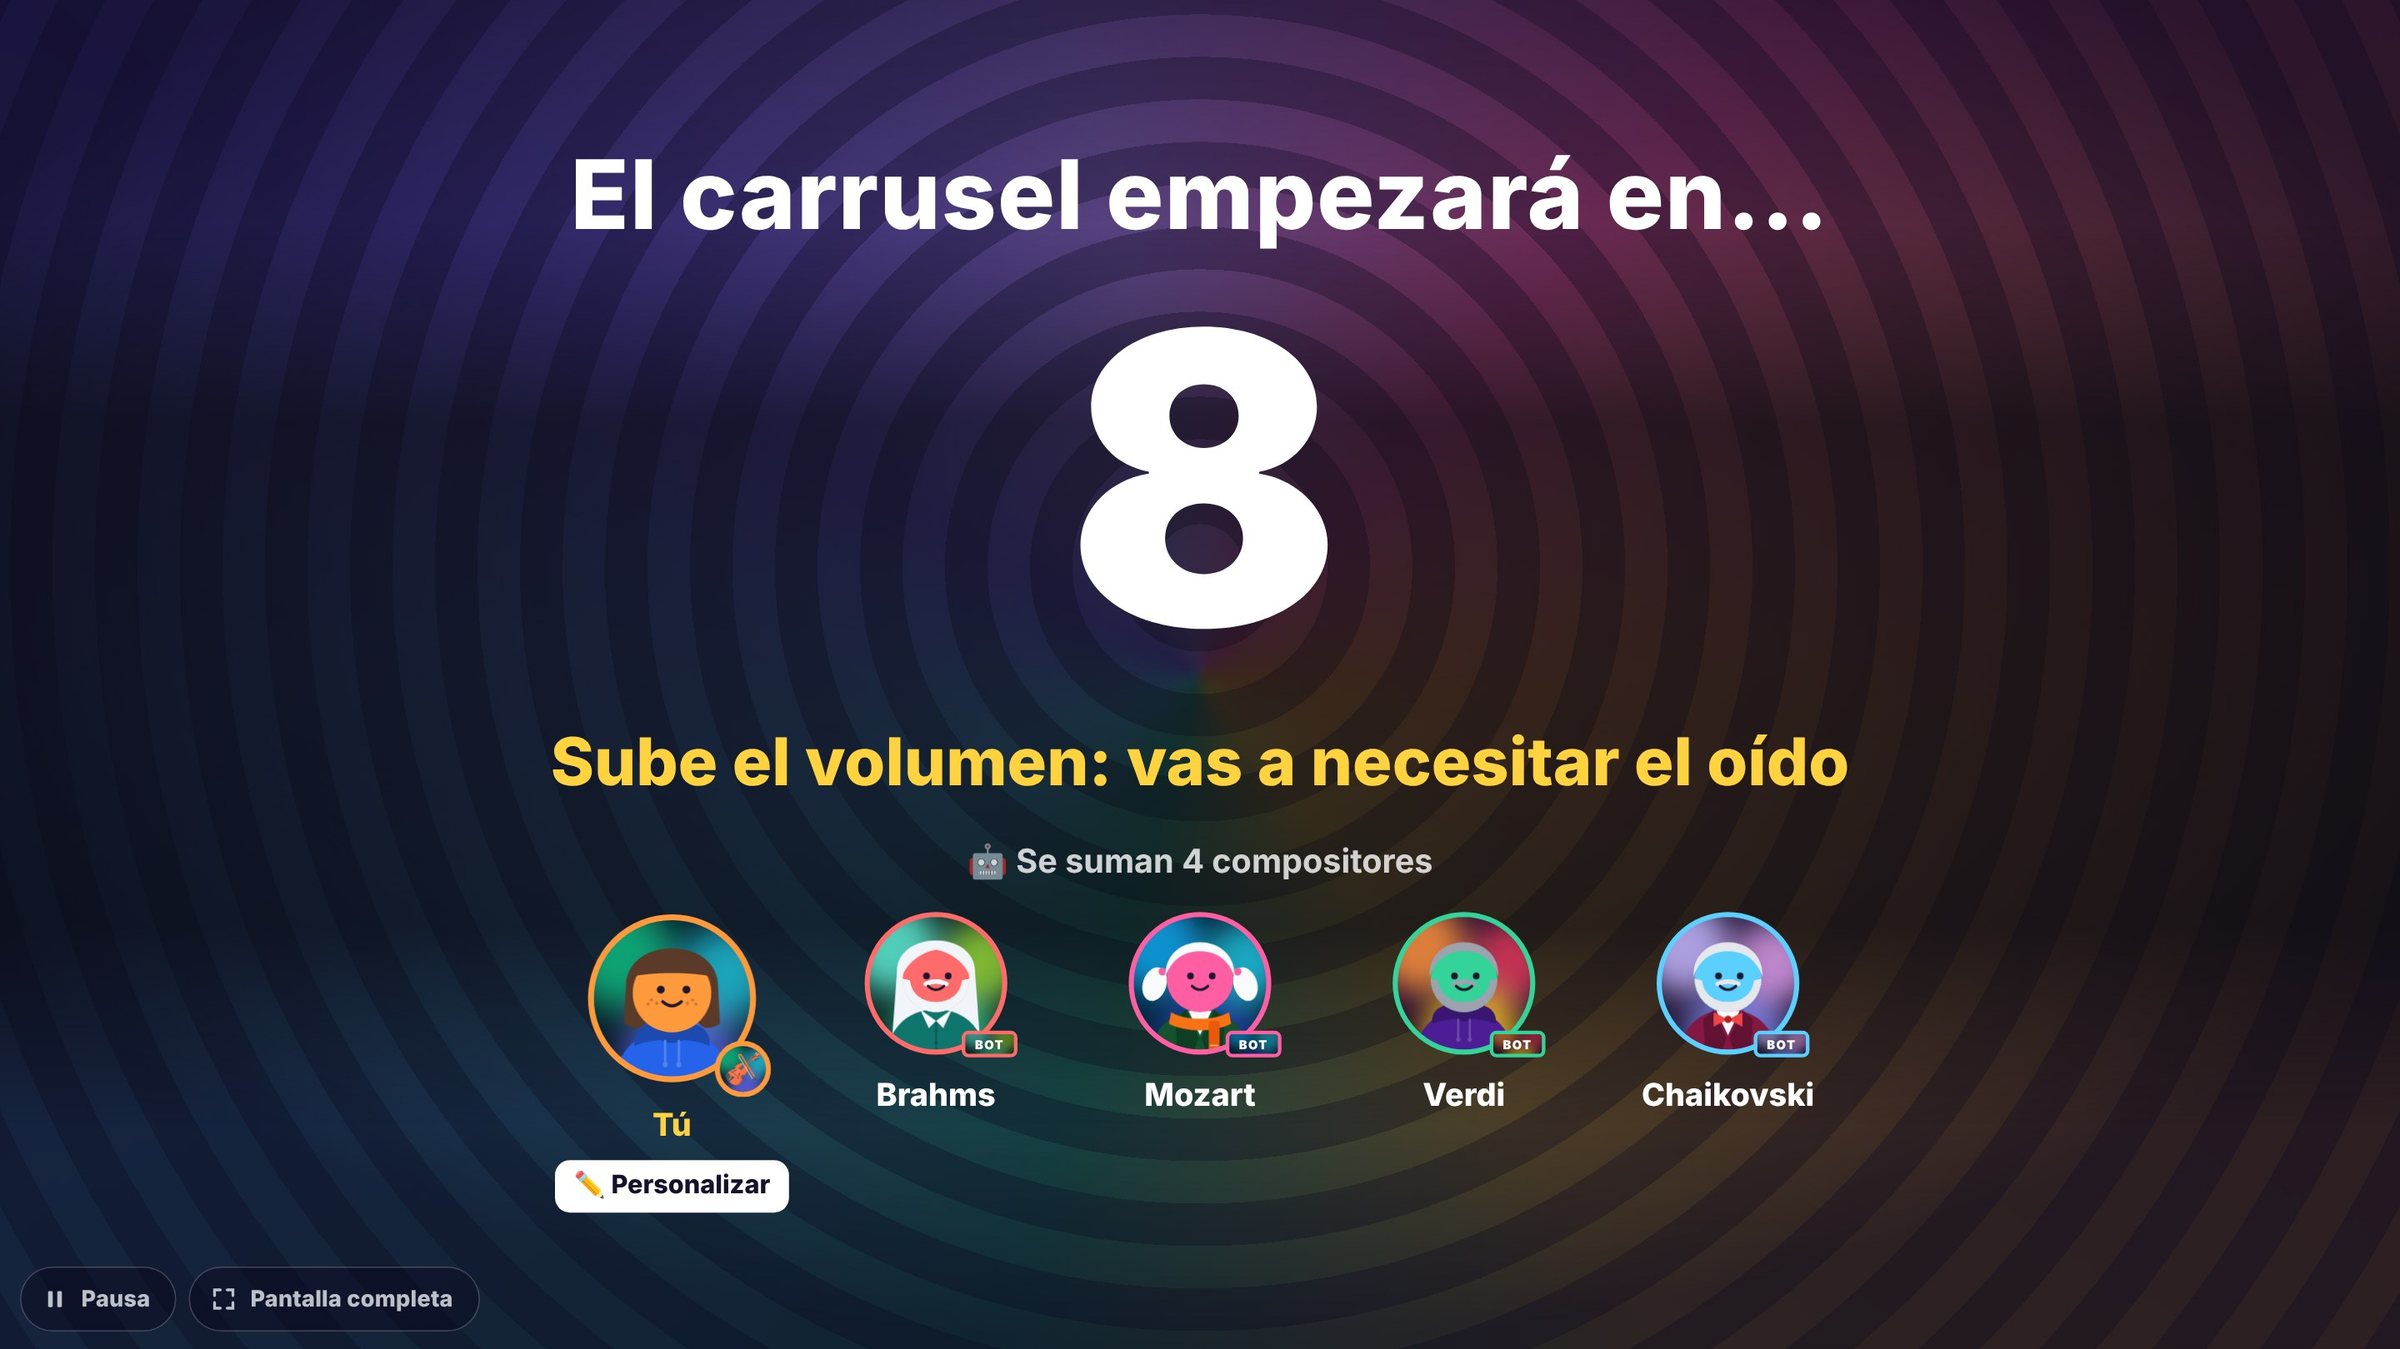 El carrusel empezará en...
8
Sube el volumen: vas a necesitar el oído
Se suman 4 compositores
BOT
BOT
BOT
BOT
Brahms
Mozart
Verdi
Chaikovski
Tú
Personalizar
Pausa
Pantalla completa